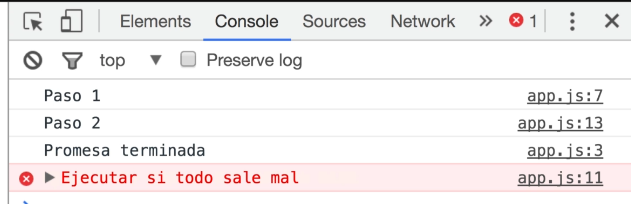 Elements Console Sources Network » 1
top ▼ Preserve log
Paso 1 app.js:7
Paso 2 app.js:13
Promesa terminada app.js:3
Ejecutar si todo sale mal app.js:11